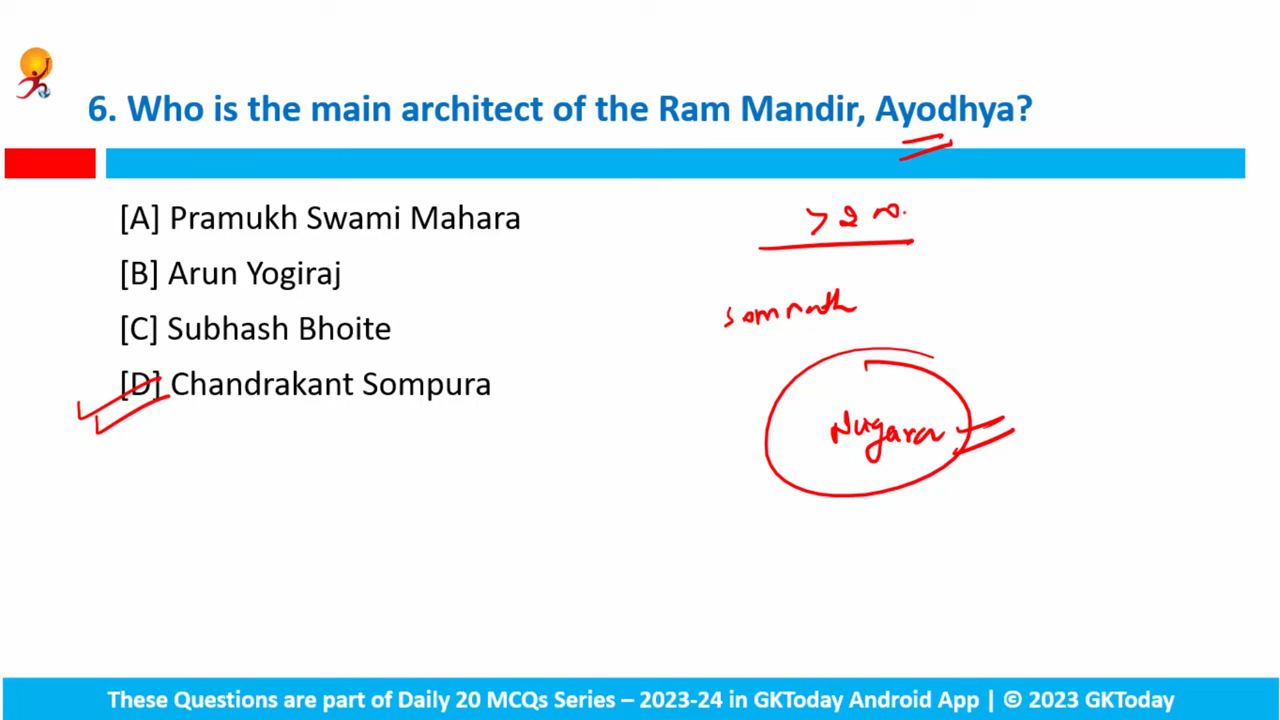 6. Who is the main architect of the Ram Mandir, Ayodhya?
[A] Pramukh Swami Mahara
[B] Arun Yogiraj
[C] Subhash Bhoite
[D] Chandrakant Sompura
> 2
somnath
Nagara
These Questions are part of Daily 20 MCQs Series – 2023-24 in GKToday Android App | © 2023 GKToday